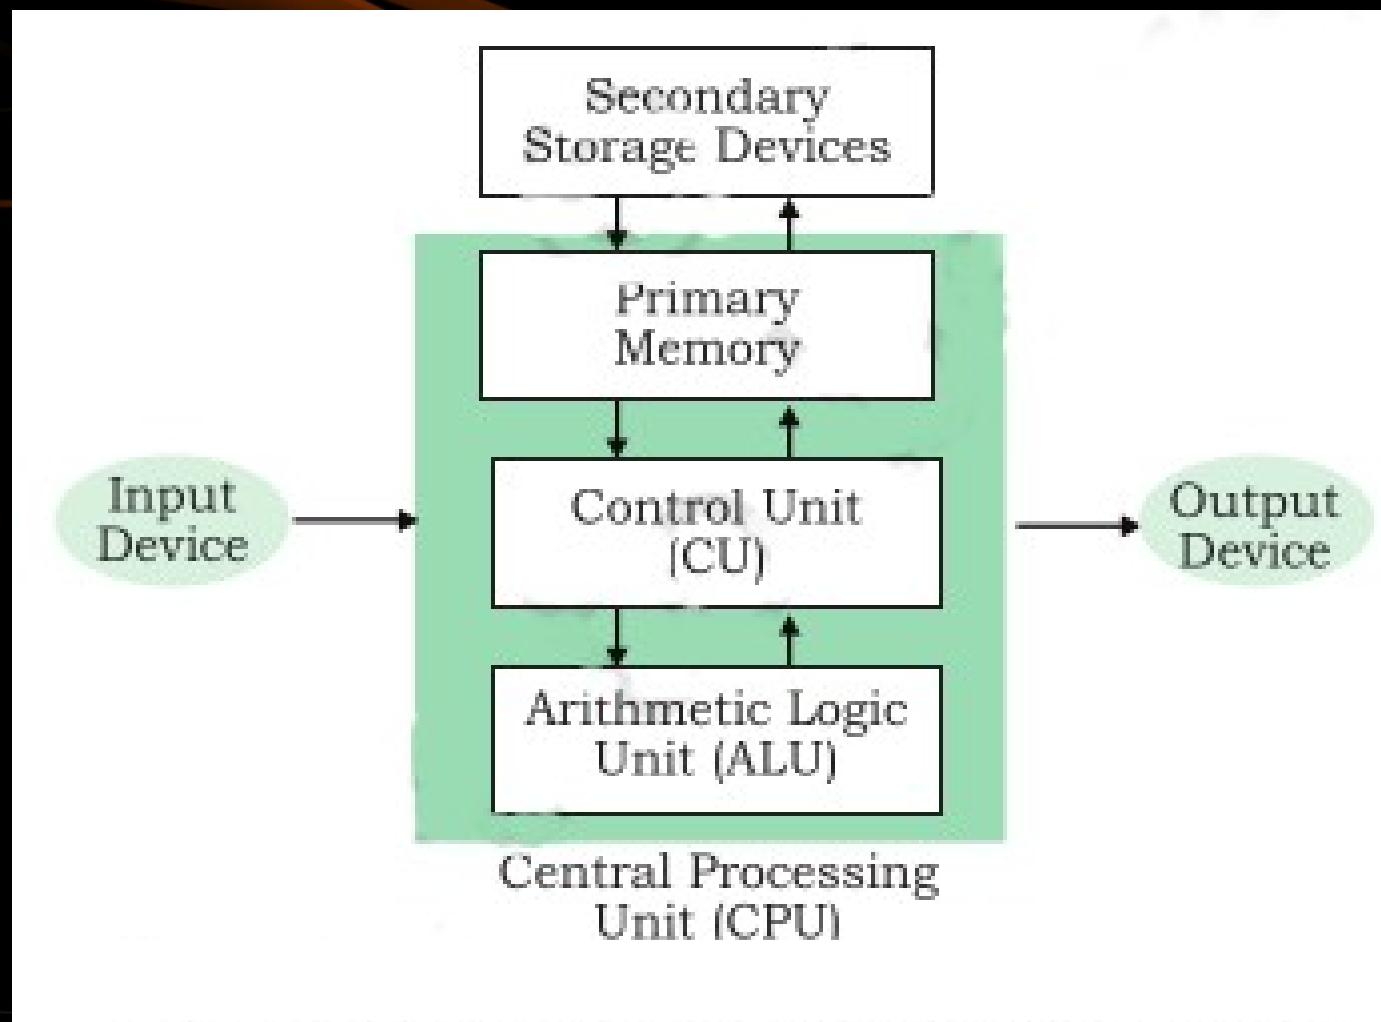 Secondary
Storage Devices
Primary
Memory
Input
Device
Control Unit
(CU)
Output
Device
Arithmetic Logic
Unit (ALU)
Central Processing
Unit (CPU)